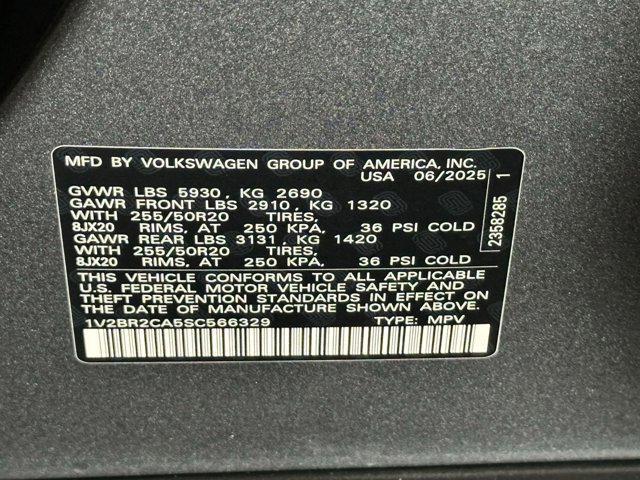 MFD BY VOLKSWAGEN GROUP OF AMERICA, INC.
USA 06/2025
GVWR LBS 5930, KG 2690
GAWR FRONT LBS 2910, KG 1320
WITH 255/50R20 TIRES,
8JX20 RIMS, AT 250 KPA, 36 PSI COLD
GAWR REAR LBS 3131, KG 1420
WITH 255/50R20 TIRES,
8JX20 RIMS, AT 250 KPA, 36 PSI COLD
THIS VEHICLE CONFORMS TO ALL APPLICABLE
U.S. FEDERAL MOTOR VEHICLE SAFETY AND
THEFT PREVENTION STANDARDS IN EFFECT ON
THE DATE OF MANUFACTURE SHOWN ABOVE.
1V2BR2CA5SC566329 TYPE: MPV
2358285 1